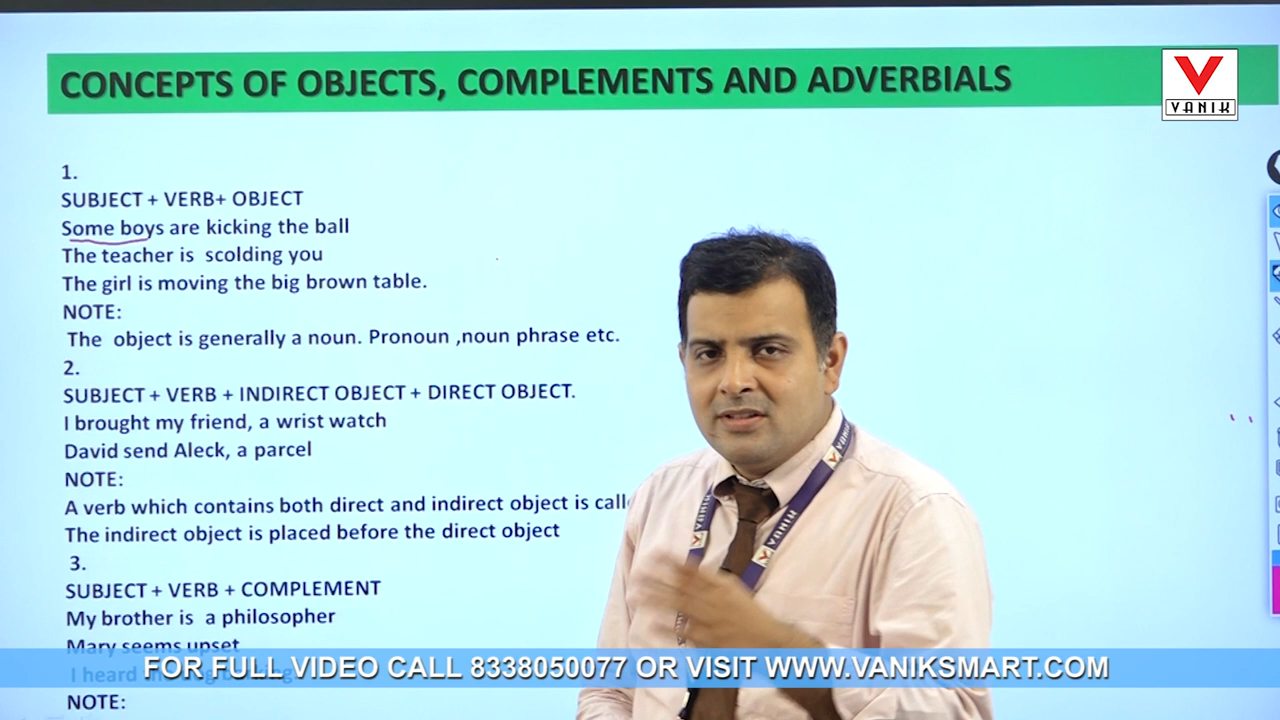 CONCEPTS OF OBJECTS, COMPLEMENTS AND ADVERBIALS
VANIK
1.
SUBJECT + VERB+ OBJECT
Some boys are kicking the ball
The teacher is scolding you
The girl is moving the big brown table.
NOTE:
The object is generally a noun. Pronoun ,noun phrase etc.
2.
SUBJECT + VERB + INDIRECT OBJECT + DIRECT OBJECT.
I brought my friend, a wrist watch
David send Aleck, a parcel
NOTE:
A verb which contains both direct and indirect object is
The indirect object is placed before the direct object
3.
SUBJECT + VERB + COMPLEMENT
My brother is a philosopher
Mary seems upset
I heard
FOR FULL VIDEO CALL 8338050077 OR VISIT WWW.VANIKSMART.COM
NOTE:
VANIK
VANIK